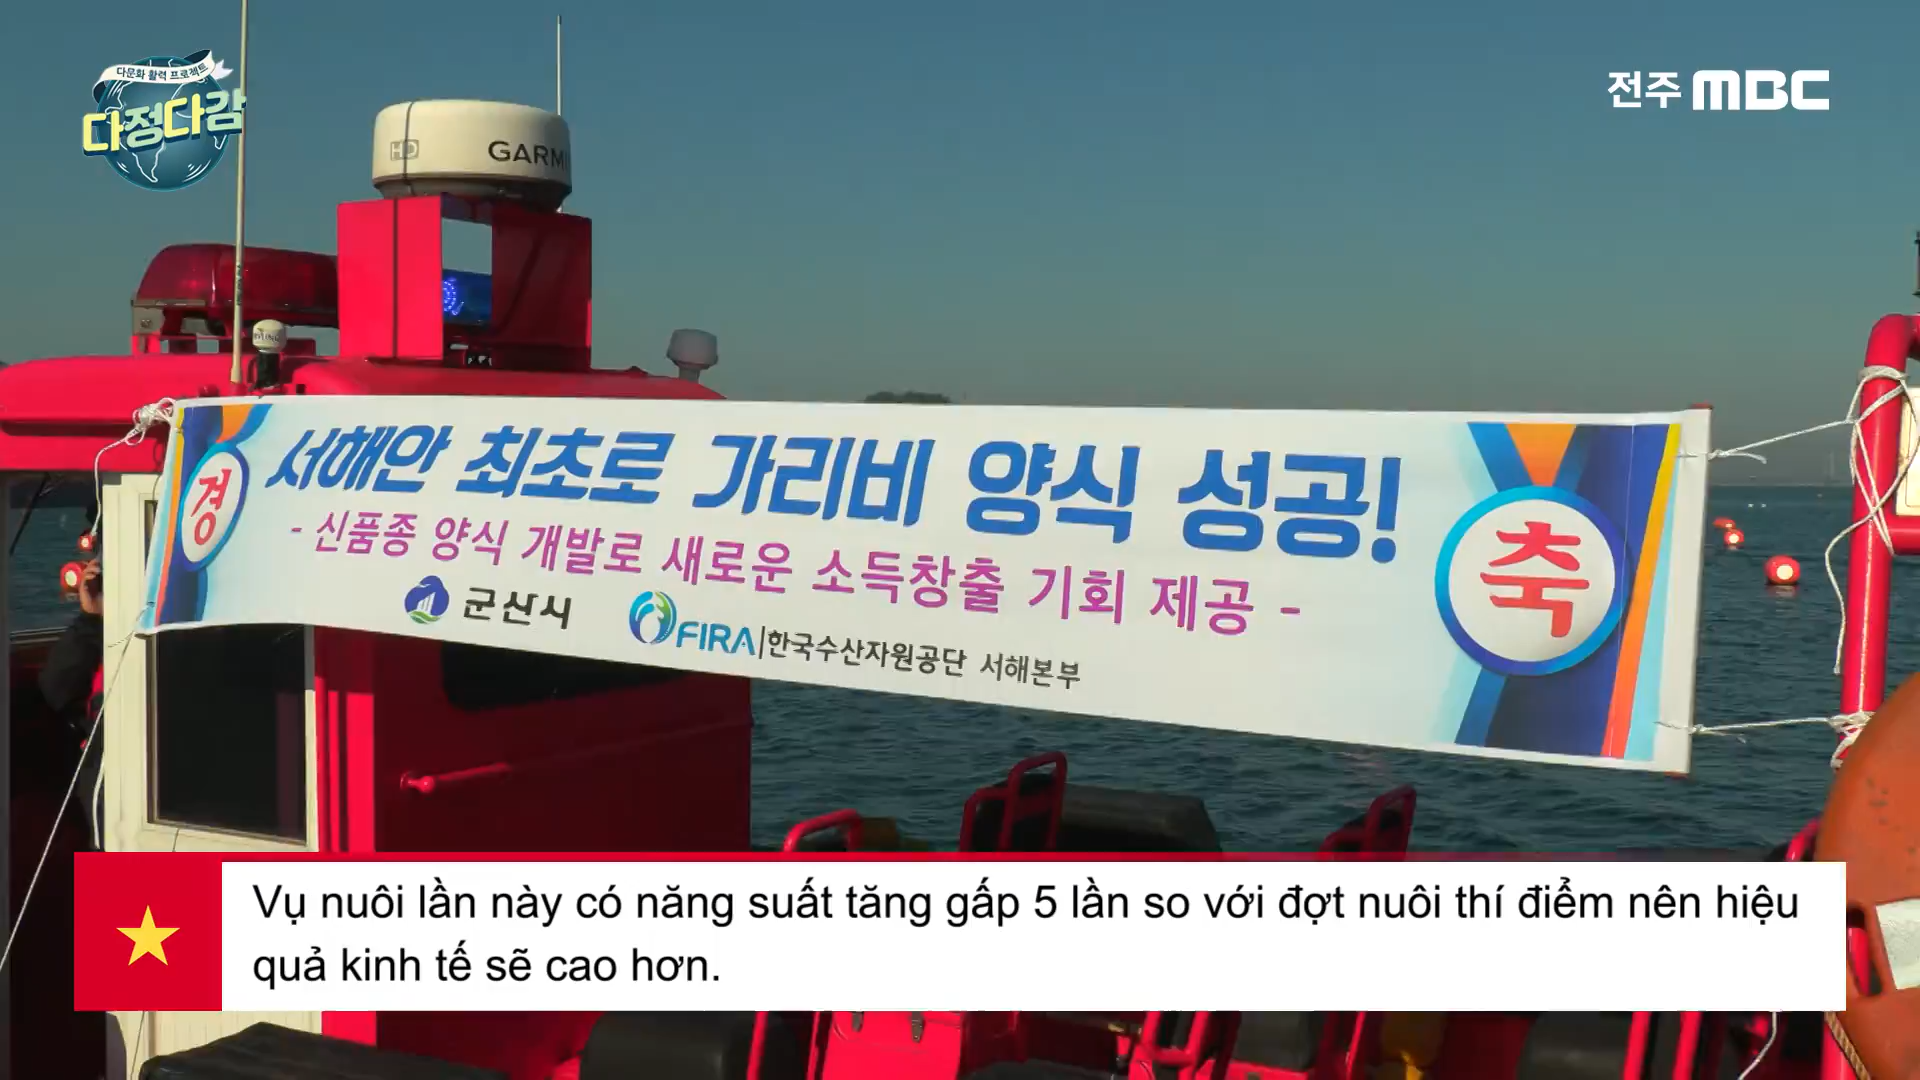 다문화 활력 프로젝트
다정다감
전주 MBC
HD GARM
경
서해안 최초로 가리비 양식 성공!
- 신품종 양식 개발로 새로운 소득창출 기회 제공 -
군산시 FIRA|한국수산자원공단 서해본부
축
Vụ nuôi lần này có năng suất tăng gấp 5 lần so với đợt nuôi thí điểm nên hiệu
quả kinh tế sẽ cao hơn.